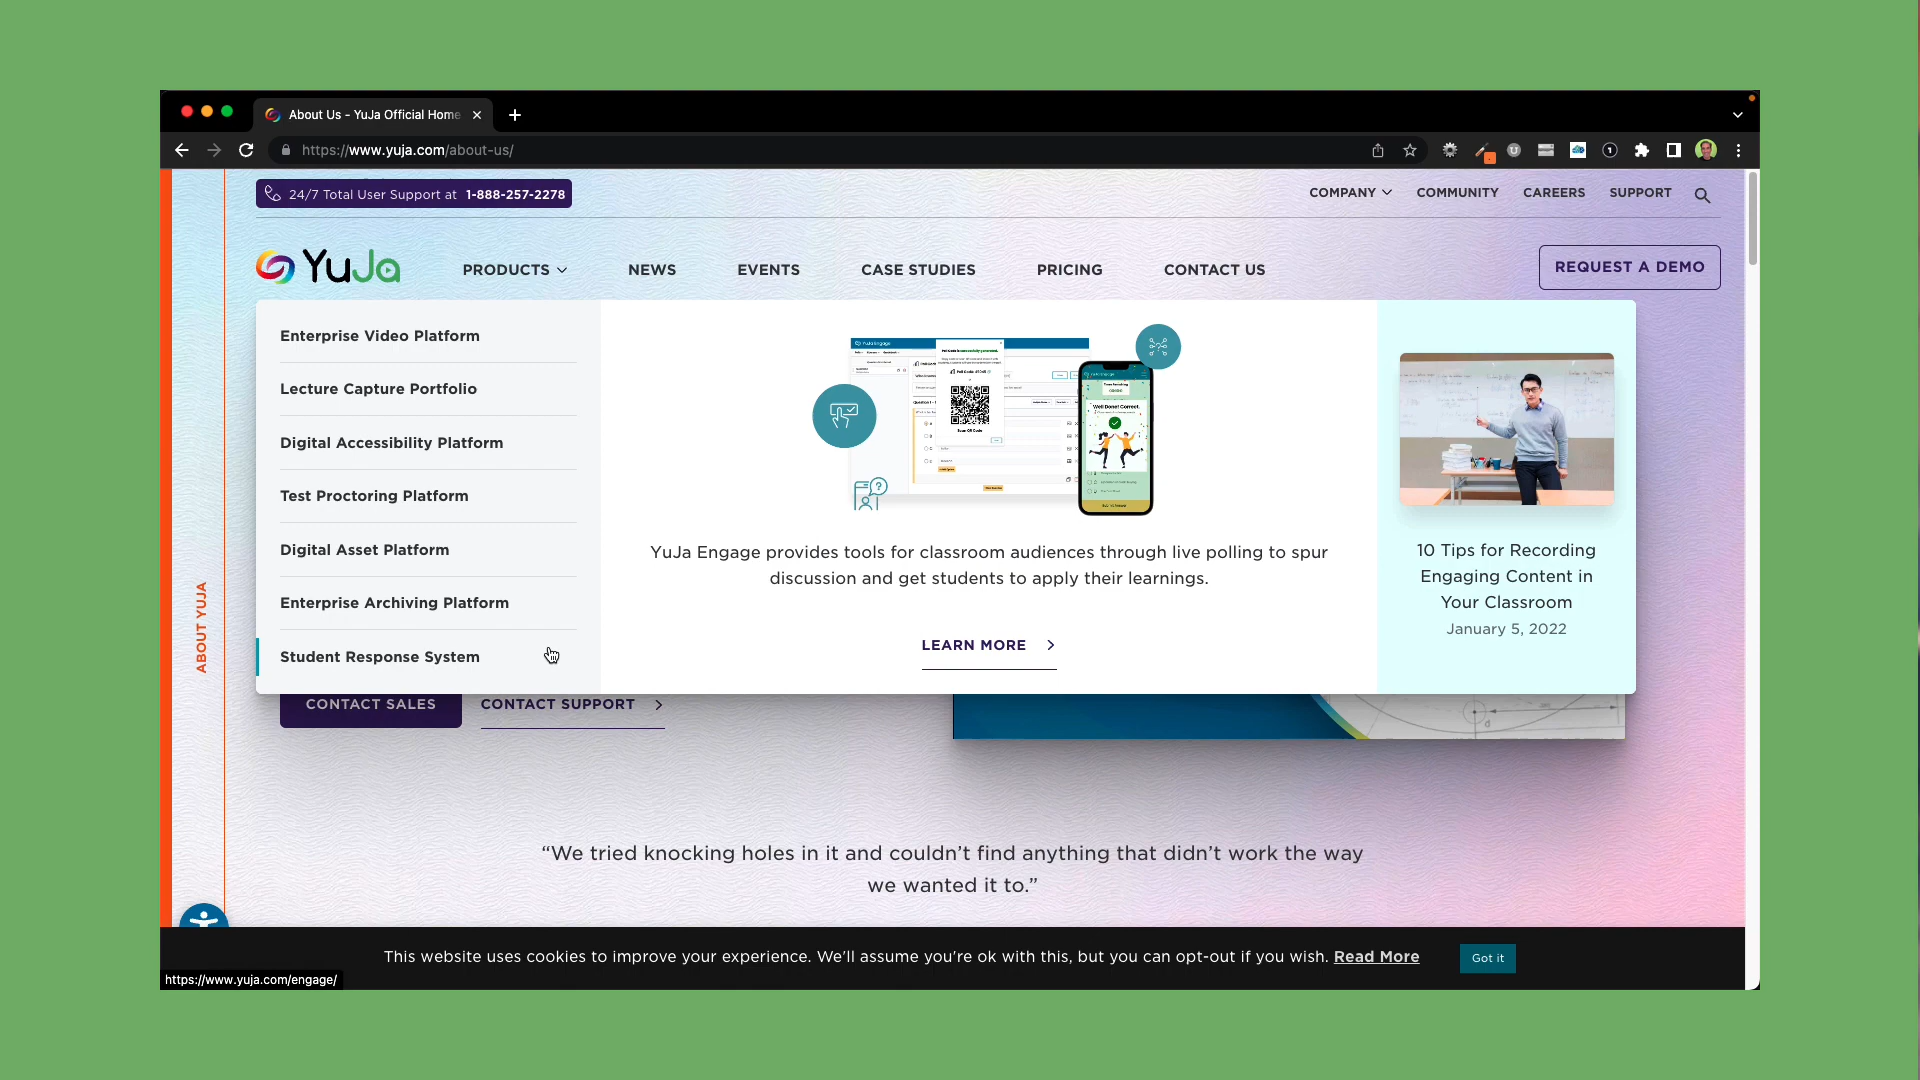 About Us - YuJa Official Home
https://www.yuja.com/about-us/
24/7 Total User Support at 1-888-257-2278
COMPANY COMMUNITY CAREERS SUPPORT
YuJa
PRODUCTS NEWS EVENTS CASE STUDIES PRICING CONTACT US
REQUEST A DEMO
Enterprise Video Platform
Lecture Capture Portfolio
Digital Accessibility Platform
Test Proctoring Platform
Digital Asset Platform
Enterprise Archiving Platform
Student Response System
Well Done! Correct.
YuJa Engage provides tools for classroom audiences through live polling to spur
discussion and get students to apply their learnings.
LEARN MORE
10 Tips for Recording
Engaging Content in
Your Classroom
January 5, 2022
ABOUT YUJA
CONTACT SALES
CONTACT SUPPORT
“We tried knocking holes in it and couldn’t find anything that didn’t work the way
we wanted it to.”
This website uses cookies to improve your experience. We'll assume you're ok with this, but you can opt-out if you wish. Read More
Got it
https://www.yuja.com/engage/